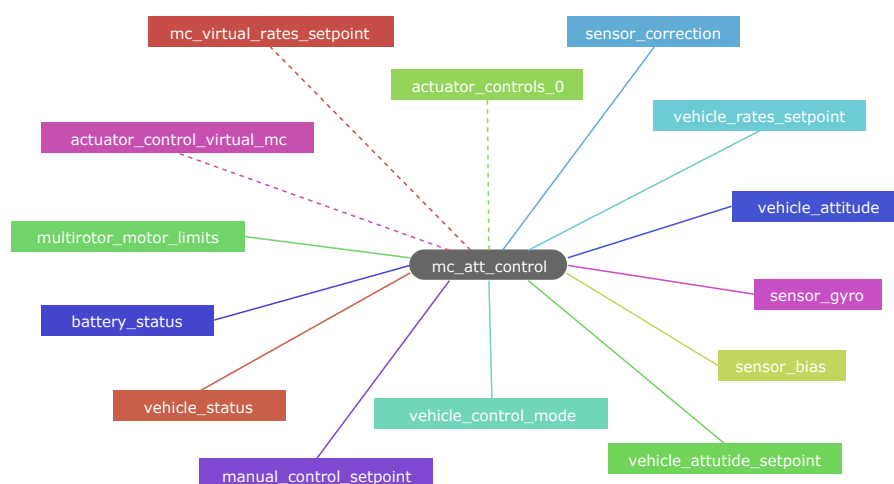 mc_virtual_rates_setpoint
sensor_correction
actuator_controls_0
vehicle_rates_setpoint
actuator_control_virtual_mc
vehicle_attitude
multirotor_motor_limits
mc_att_control
sensor_gyro
battery_status
sensor_bias
vehicle_status
vehicle_control_mode
vehicle_attutide_setpoint
manual_control_setpoint